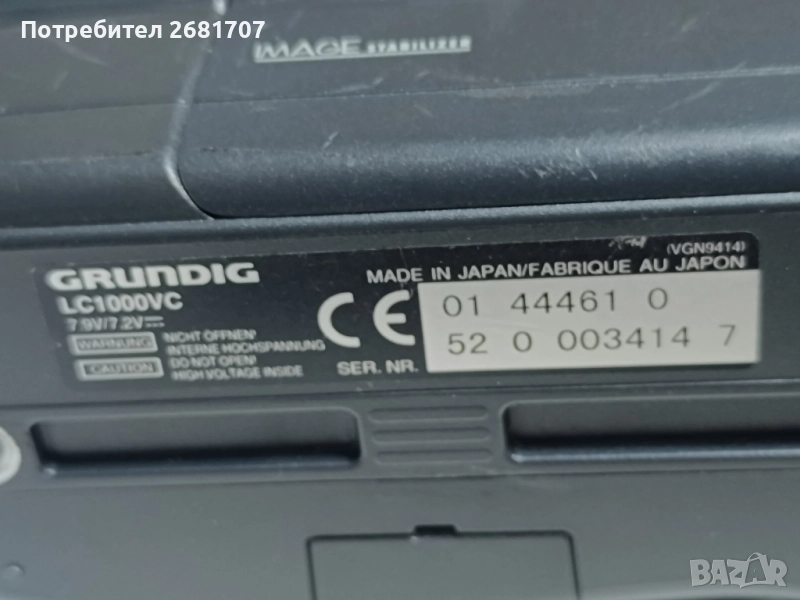 Потребител 2681707
IMAGE STABILIZER
(VGN9414)
GRUNDIG
MADE IN JAPAN/FABRIQUE AU JAPON
LC1000VC
7.9V/7.2V
CE
01 44461 0
WARNUNG
NICHT ÖFFNEN!
INTERNE HOCHSPANNUNG
52 0 003414 7
SER. NR.
CAUTION
DO NOT OPEN!
HIGH VOLTAGE INSIDE
BAZAR